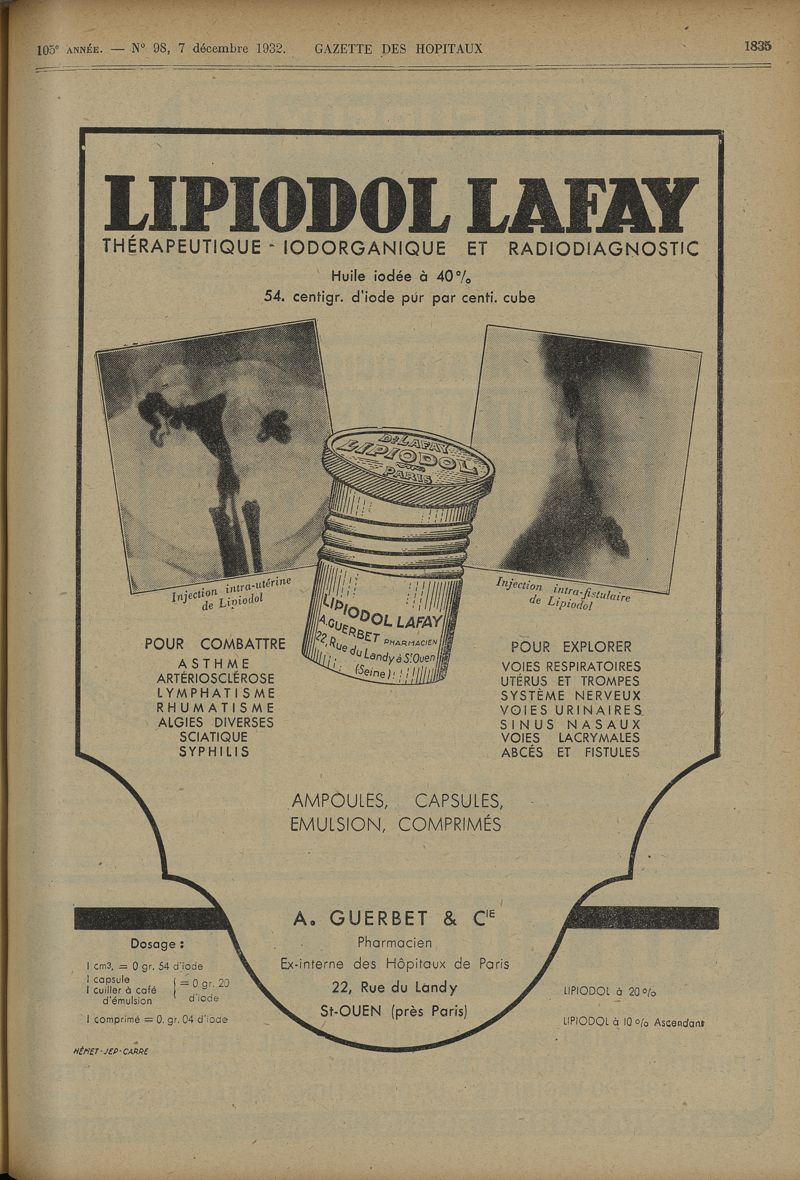 105e ANNÉE. — N° 98, 7 décembre 1932. GAZETTE DES HOPITAUX 1835
LIPIODOL LAFAY
THÉRAPEUTIQUE - IODORGANIQUE ET RADIODIAGNOSTIC
Huile iodée à 40 %
54. centigr. d'iode pur par centi. cube
Injection intra-utérine
de Lipiodol
Injection intra-fistulaire
de Lipiodol
Dr LAFAY
LIPIODOL
PARIS
LIPIODOL LAFAY
A. GUERBET PHARMACIEN
22, Rue du Landy à St Ouen
(Seine)
POUR COMBATTRE
ASTHME
ARTÉRIOSCLÉROSE
LYMPHATISME
RHUMATISME
ALGIES DIVERSES
SCIATIQUE
SYPHILIS
POUR EXPLORER
VOIES RESPIRATOIRES
UTÉRUS ET TROMPES
SYSTÈME NERVEUX
VOIES URINAIRES
SINUS NASAUX
VOIES LACRYMALES
ABCÉS ET FISTULES
AMPOULES, CAPSULES,
EMULSION, COMPRIMÉS
A. GUERBET & CIE
Pharmacien
Ex-interne des Hôpitaux de Paris
22, Rue du Landy
St-OUEN (près Paris)
Dosage :
1 cm3. = 0 gr. 54 d'iode
1 capsule
1 cuiller à café
d'émulsion
= 0 gr. 20
d'iode
1 comprimé = 0. gr. 04 d'iode
LIPIODOL à 20 %
LIPIODOL à 10 % Ascendant
HÉMET-JEP-CARRÉ